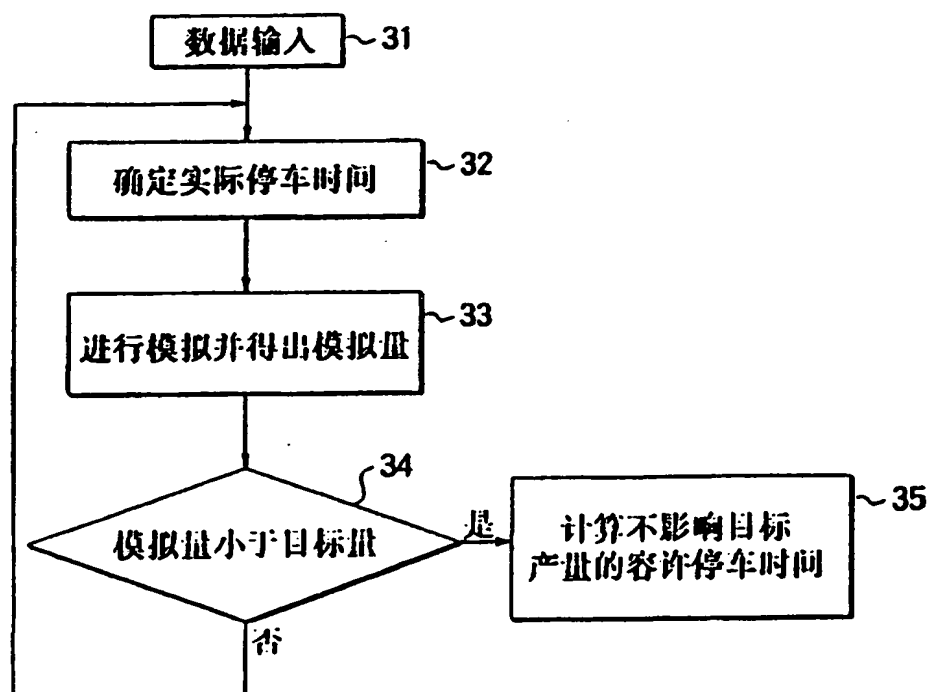 数据输入
31
确定实际停车时间
32
进行模拟并得出模拟量
33
34
模拟量小于目标量
是
计算不影响目标
产量的容许停车时间
35
否